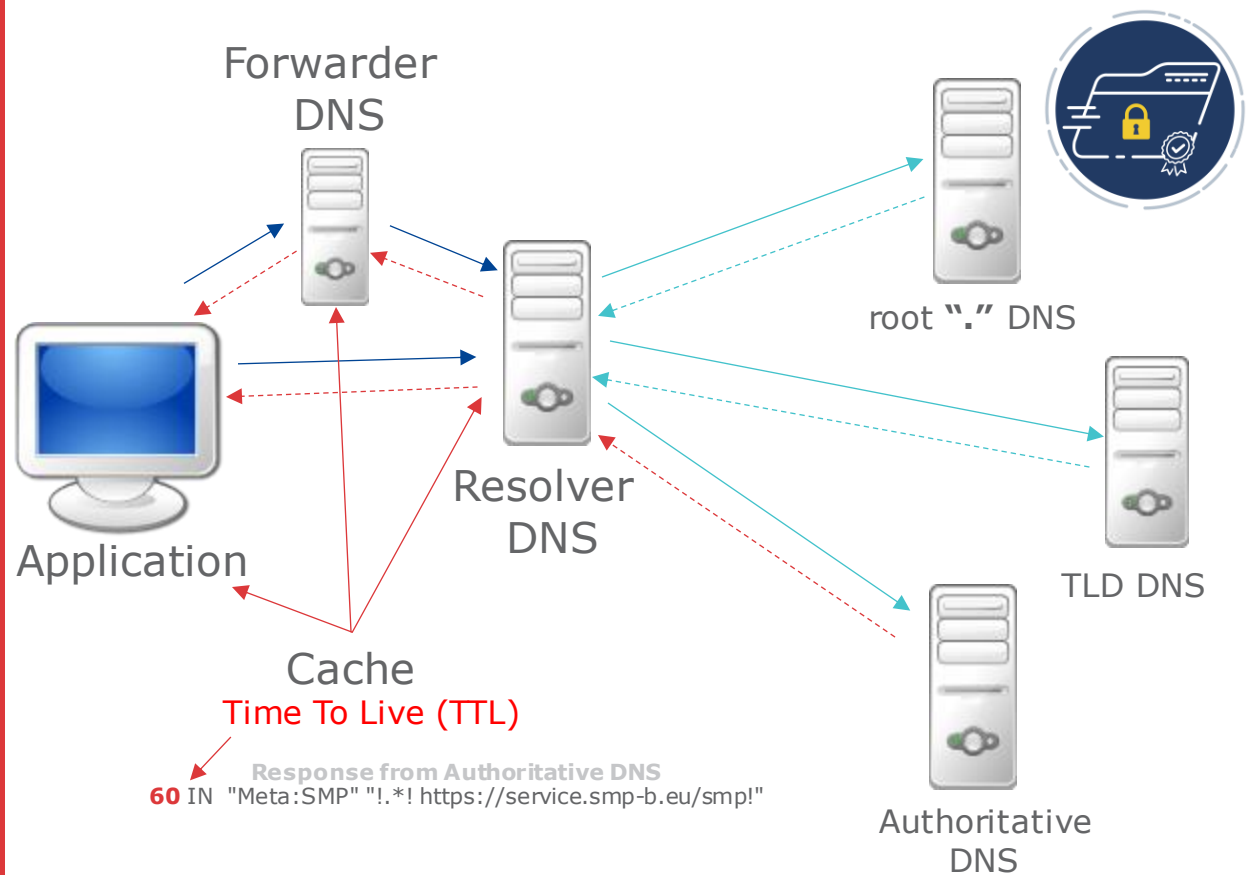 Forwarder
DNS
root “.” DNS
Resolver
DNS
Application
TLD DNS
Cache
Time To Live (TTL)
Response from Authoritative DNS
60 IN "Meta:SMP" "!.*! https://service.smp-b.eu/smp!"
Authoritative
DNS